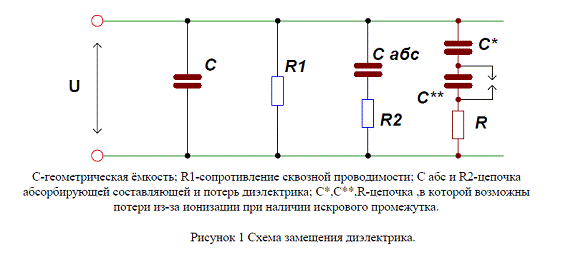 U
C
R1
C абс
R2
C*
C**
R
С-геометрическая ёмкость; R1-сопротивление сквозной проводимости; С абс и R2-цепочка
абсорбирующей составляющей и потерь диэлектрика; С*,С**,R-цепочка ,в которой возможны
потери из-за ионизации при наличии искрового промежутка.
Рисунок 1 Схема замещения диэлектрика.